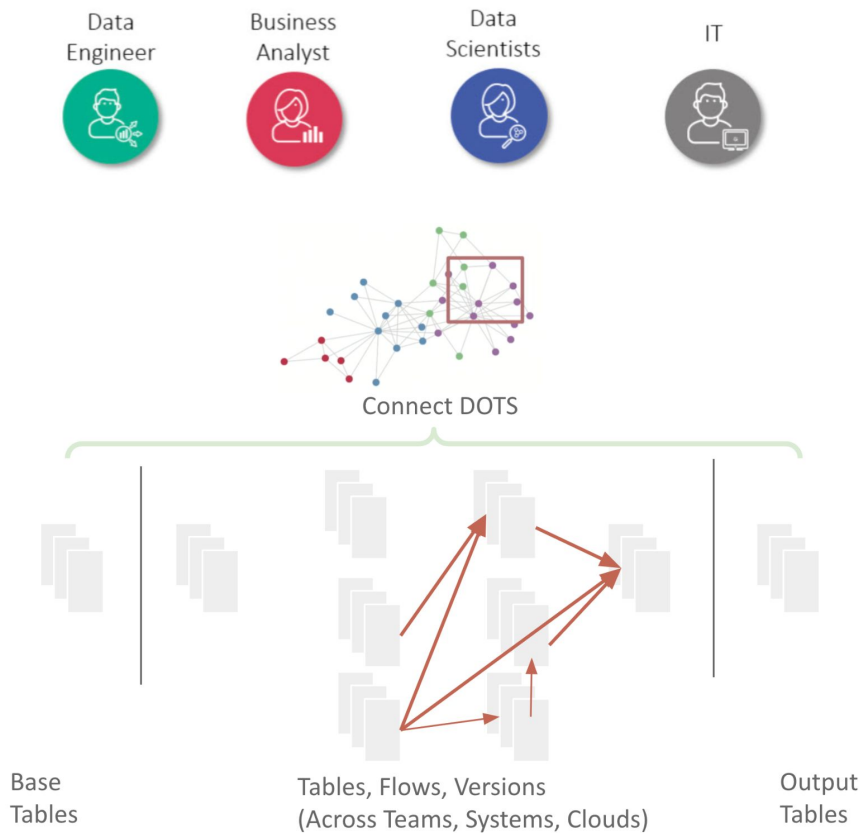 Data
Engineer
Business
Analyst
Data
Scientists
IT
Connect DOTS
Base
Tables
Tables, Flows, Versions
(Across Teams, Systems, Clouds)
Output
Tables